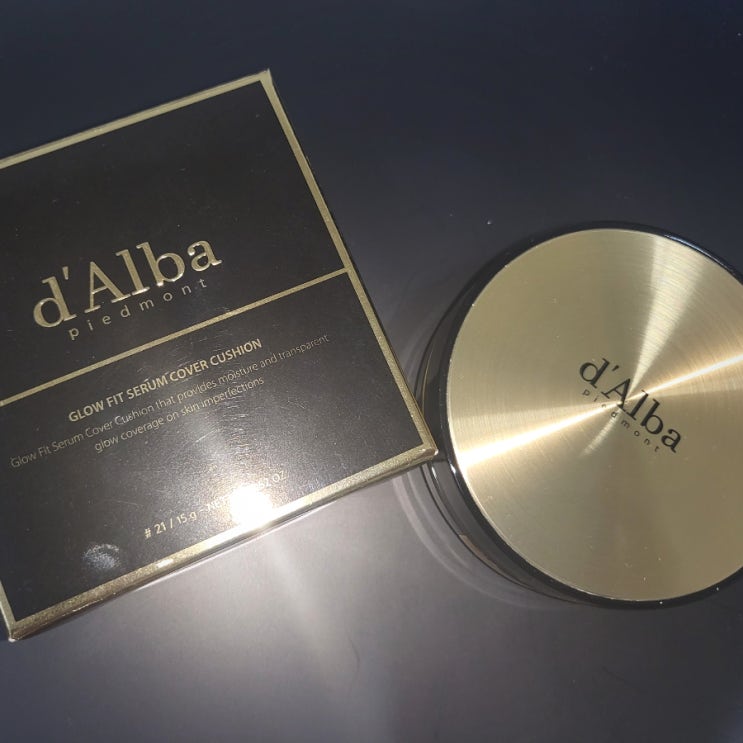 d'Alba
piedmont
GLOW FIT SERUM COVER CUSHION
Glow Fit Serum Cover Cushion that provides moisture and transparent
glow coverage on skin imperfections
# 21 / 15 g - OZ
d'Alba
piedmont